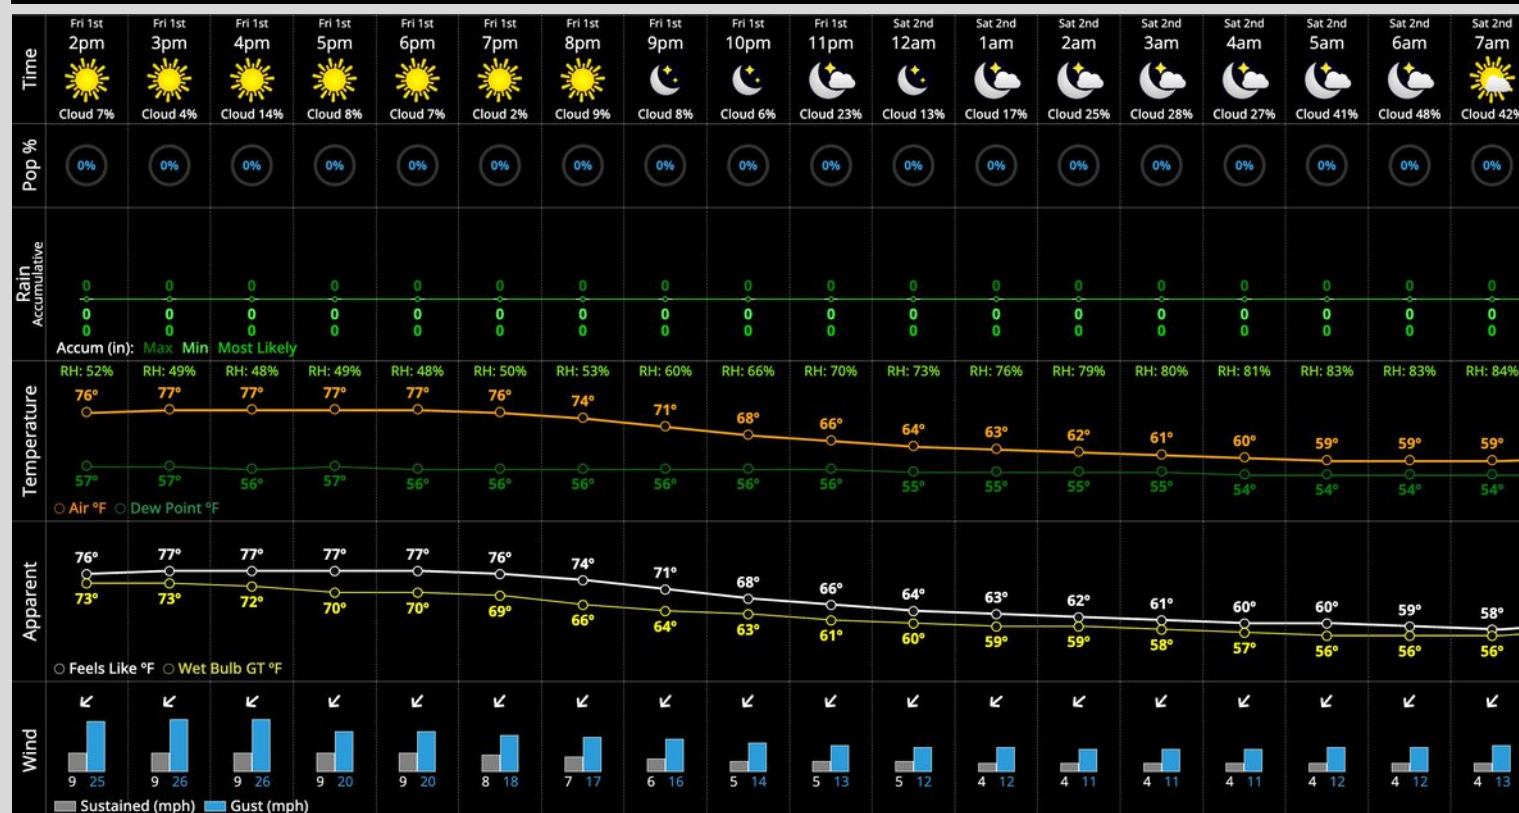 Fri 1st Fri 1st Fri 1st Fri 1st Fri 1st Fri 1st Fri 1st Fri 1st Fri 1st Fri 1st Sat 2nd Sat 2nd Sat 2nd Sat 2nd Sat 2nd Sat 2nd Sat 2nd Sat 2nd
Time
2pm 3pm 4pm 5pm 6pm 7pm 8pm 9pm 10pm 11pm 12am 1am 2am 3am 4am 5am 6am 7am
Cloud 7% Cloud 4% Cloud 14% Cloud 8% Cloud 7% Cloud 2% Cloud 9% Cloud 8% Cloud 6% Cloud 23% Cloud 13% Cloud 17% Cloud 25% Cloud 28% Cloud 27% Cloud 41% Cloud 48% Cloud 42%
Pop %
0% 0% 0% 0% 0% 0% 0% 0% 0% 0% 0% 0% 0% 0% 0% 0% 0% 0%
Rain
Accumulative
0 0 0 0 0 0 0 0 0 0 0 0 0 0 0 0 0 0
0 0 0 0 0 0 0 0 0 0 0 0 0 0 0 0 0 0
0 0 0 0 0 0 0 0 0 0 0 0 0 0 0 0 0 0
Accum (in): Max Min Most Likely
Temperature
RH: 52% RH: 49% RH: 48% RH: 49% RH: 48% RH: 50% RH: 53% RH: 60% RH: 66% RH: 70% RH: 73% RH: 76% RH: 79% RH: 80% RH: 81% RH: 83% RH: 83% RH: 84%
76° 77° 77° 77° 77° 76° 74° 71° 68° 66° 64° 63° 62° 61° 60° 59° 59° 59°
57° 57° 56° 57° 56° 56° 56° 56° 56° 56° 55° 55° 55° 55° 54° 54° 54° 54°
Air °F Dew Point °F
Apparent
76° 77° 77° 77° 77° 76° 74° 71° 68° 66° 64° 63° 62° 61° 60° 60° 59° 58°
73° 73° 72° 70° 70° 69° 66° 64° 63° 61° 60° 59° 59° 58° 57° 56° 56° 56°
Feels Like °F Wet Bulb GT °F
Wind
9 25 9 26 9 26 9 20 9 20 8 18 7 17 6 16 5 14 5 13 5 12 4 12 4 11 4 11 4 11 4 12 4 12 4 13
Sustained (mph) Gust (mph)